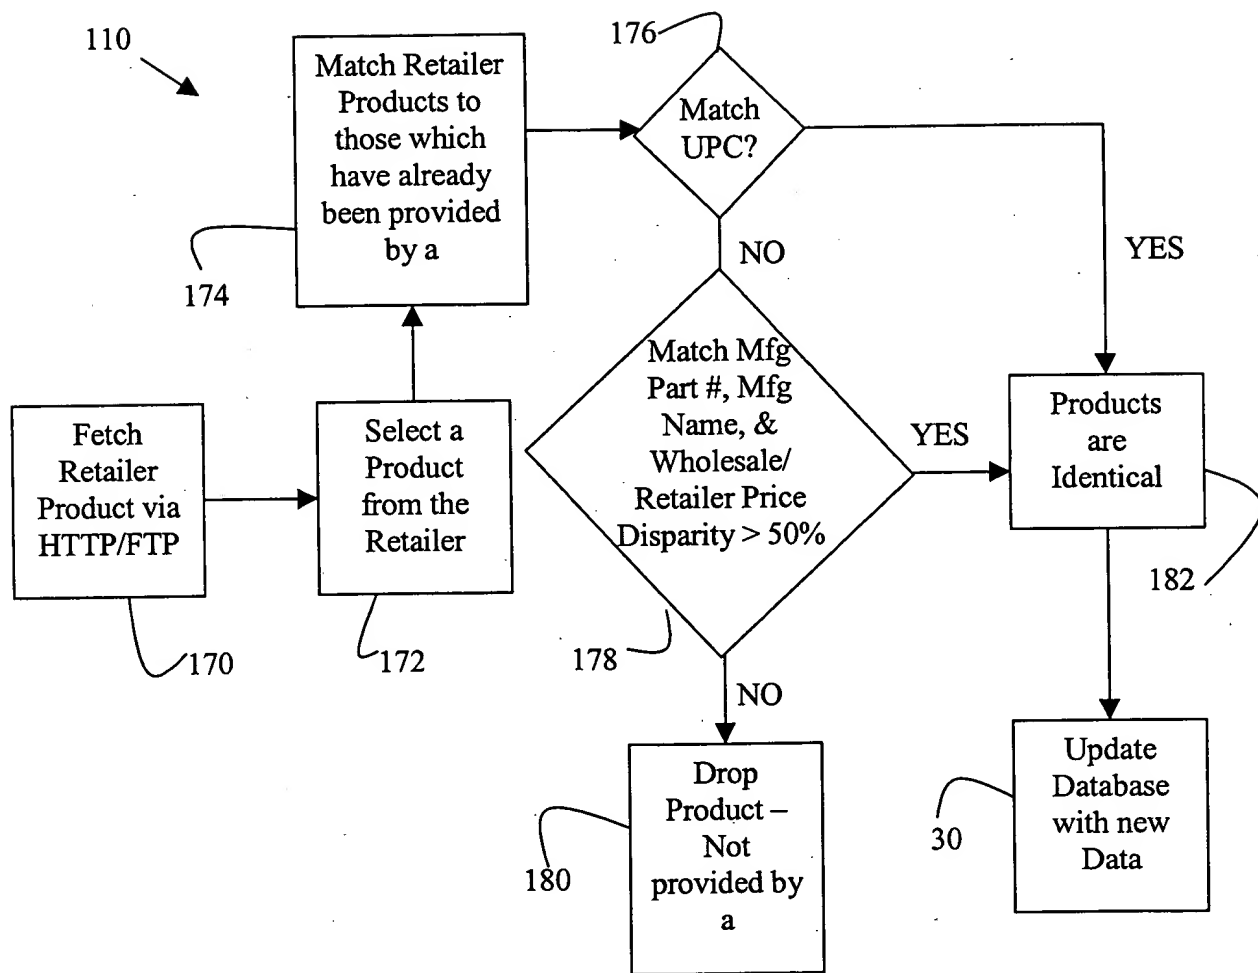 110
Match Retailer
Products to
those which
have already
been provided
by a
174
176
Match
UPC?
NO
YES
Fetch
Retailer
Product via
HTTP/FTP
170
Select a
Product
from the
Retailer
172
Match Mfg
Part #, Mfg
Name, &
Wholesale/
Retailer Price
Disparity > 50%
178
YES
NO
Products
are
Identical
182
Drop
Product –
Not
provided by
a
180
Update
Database
with new
Data
30